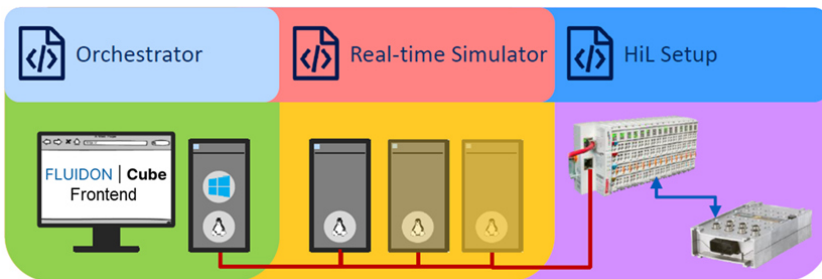 Orchestrator
Real-time Simulator
HiL Setup
FLUIDON | Cube
Frontend